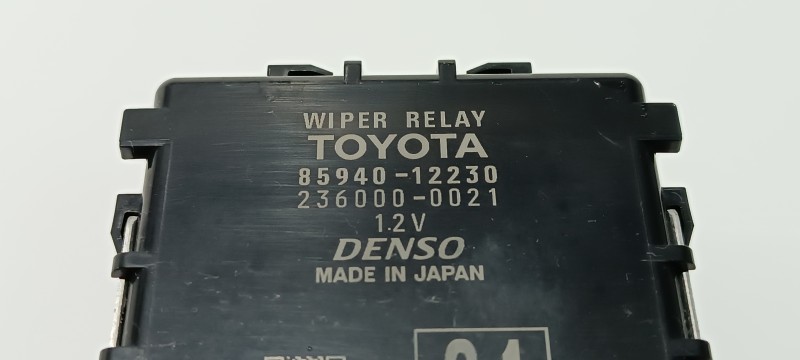 WIPER RELAY
TOYOTA
85940-12230
236000-0021
12V
DENSO
MADE IN JAPAN